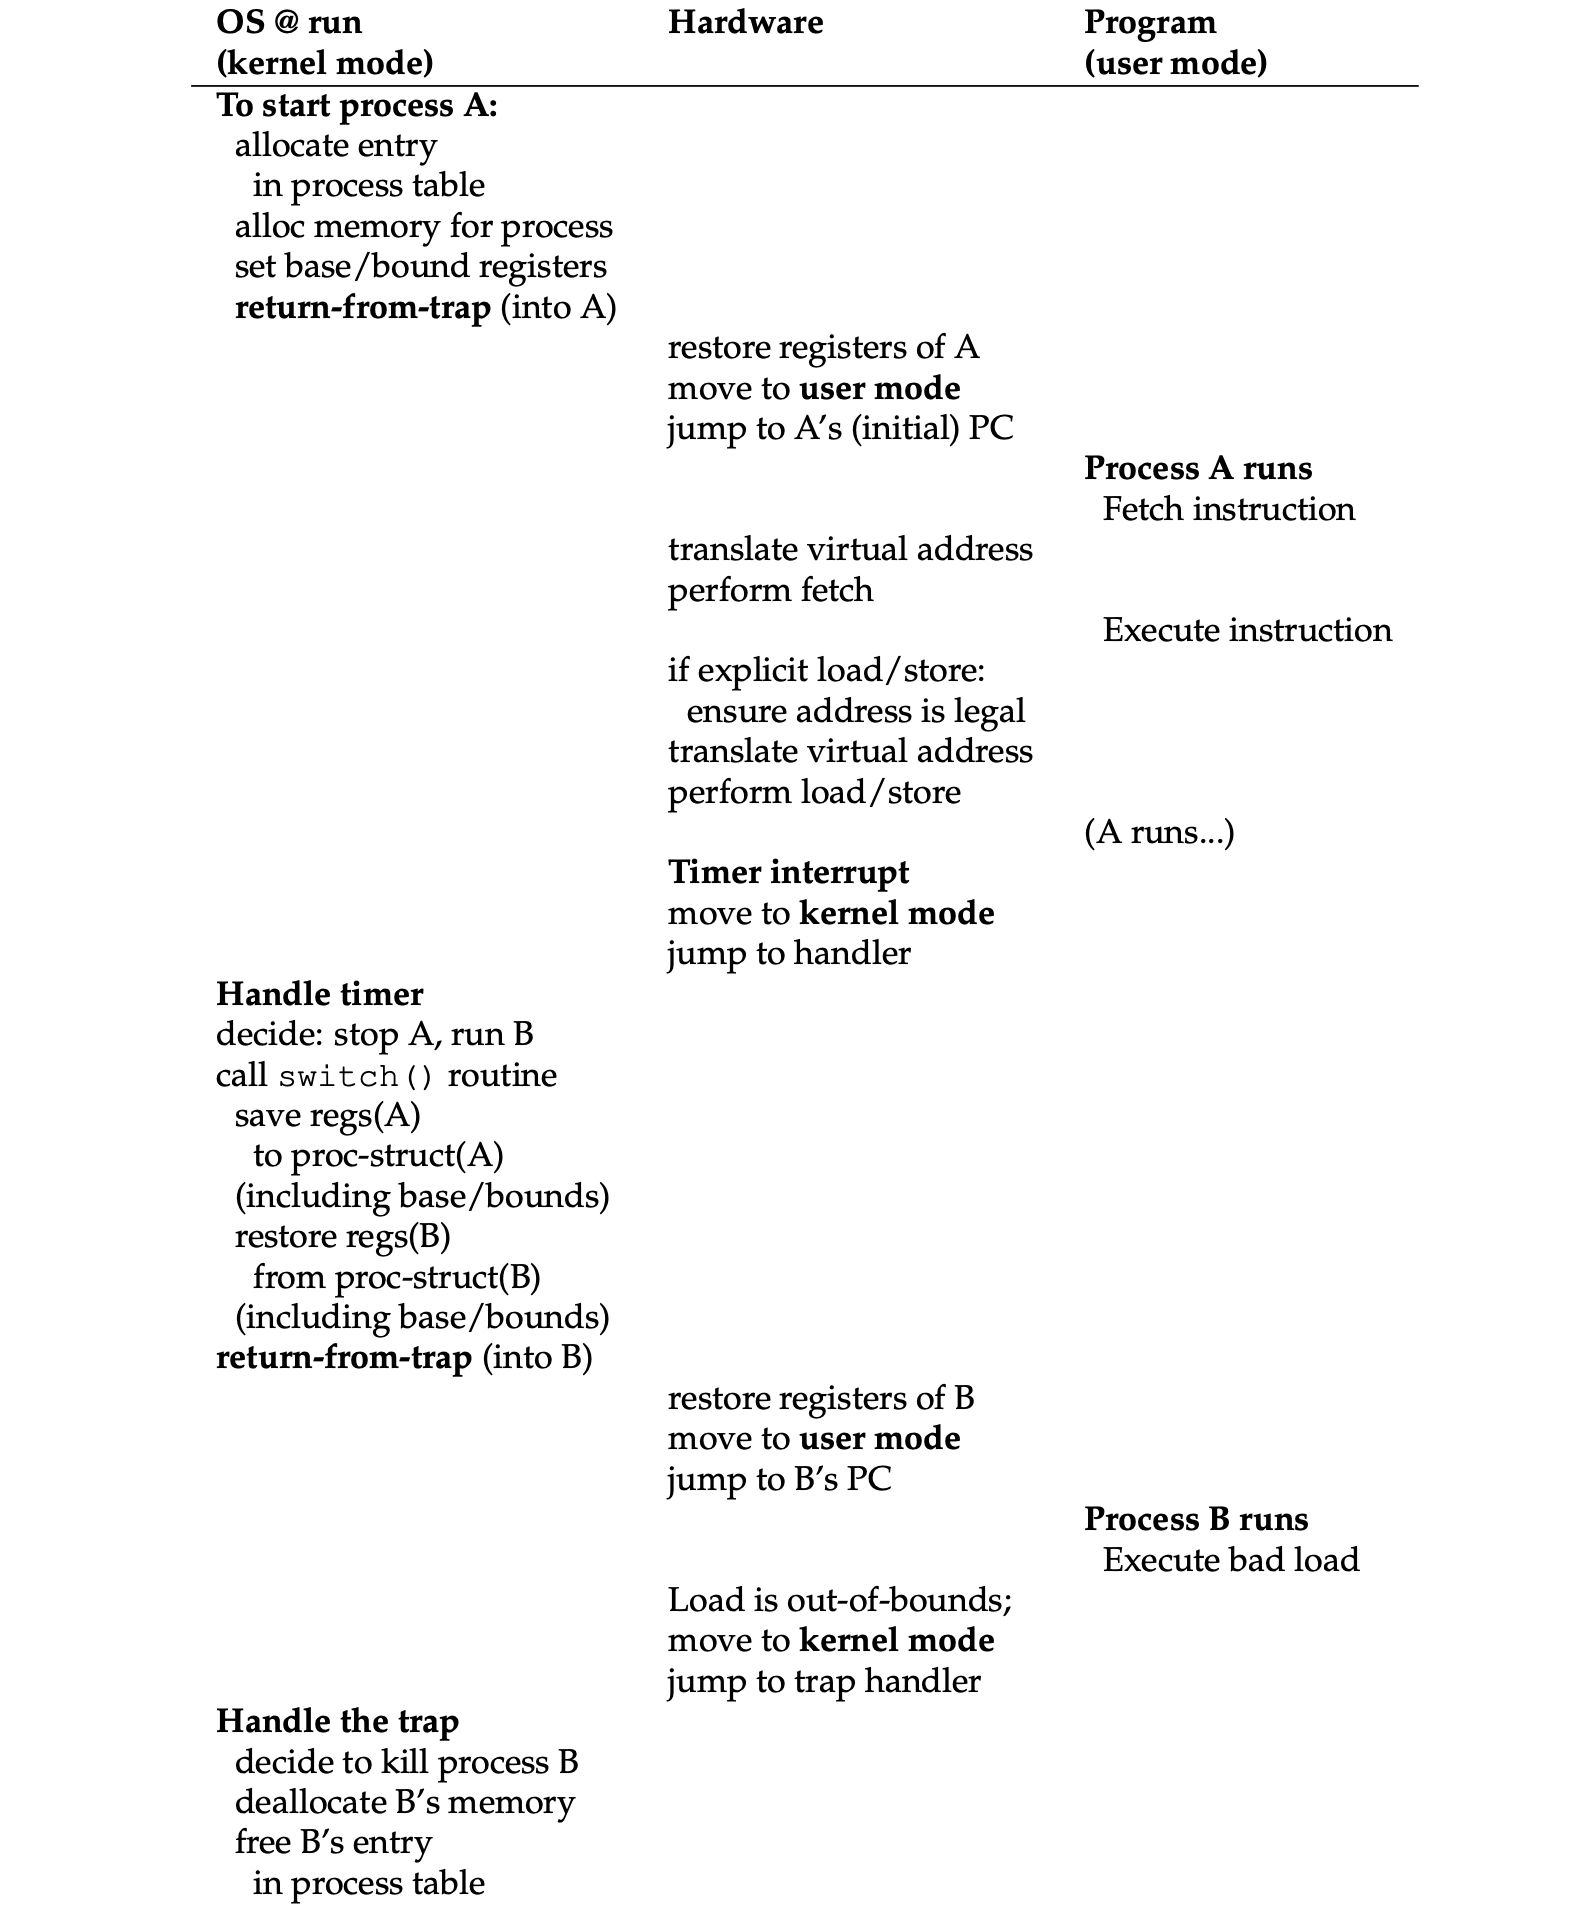 OS @ run Hardware Program
(kernel mode) (user mode)
To start process A:
allocate entry
in process table
alloc memory for process
set base/bound registers
return-from-trap (into A)
restore registers of A
move to user mode
jump to A’s (initial) PC
Process A runs
Fetch instruction
translate virtual address
perform fetch
Execute instruction
if explicit load/store:
ensure address is legal
translate virtual address
perform load/store
(A runs...)
Timer interrupt
move to kernel mode
jump to handler
Handle timer
decide: stop A, run B
call switch() routine
save regs(A)
to proc-struct(A)
(including base/bounds)
restore regs(B)
from proc-struct(B)
(including base/bounds)
return-from-trap (into B)
restore registers of B
move to user mode
jump to B’s PC
Process B runs
Execute bad load
Load is out-of-bounds;
move to kernel mode
jump to trap handler
Handle the trap
decide to kill process B
deallocate B’s memory
free B’s entry
in process table